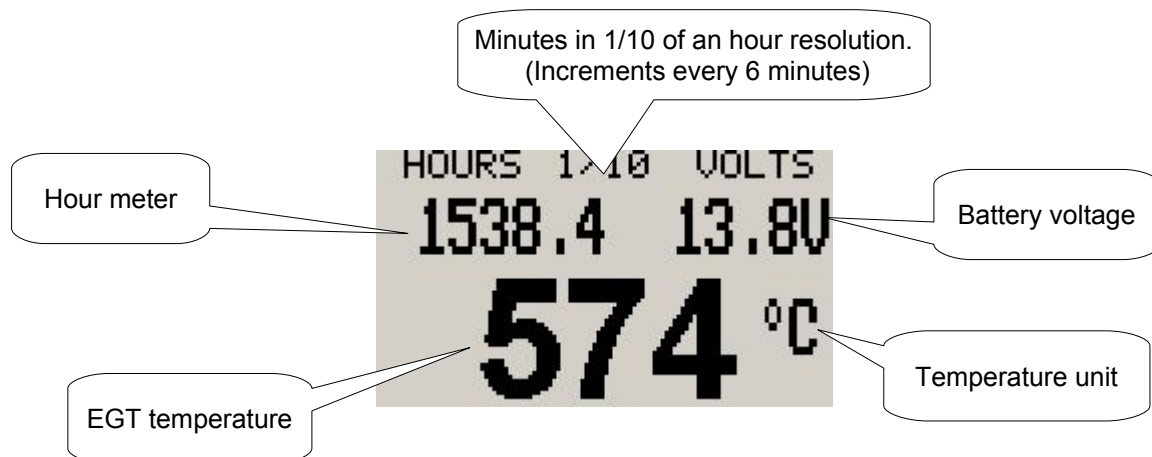 Minutes in 1/10 of an hour resolution.
(Increments every 6 minutes)
HOURS 1/10 VOLTS
Hour meter
1538.4 13.8V
Battery voltage
574 °C
Temperature unit
EGT temperature